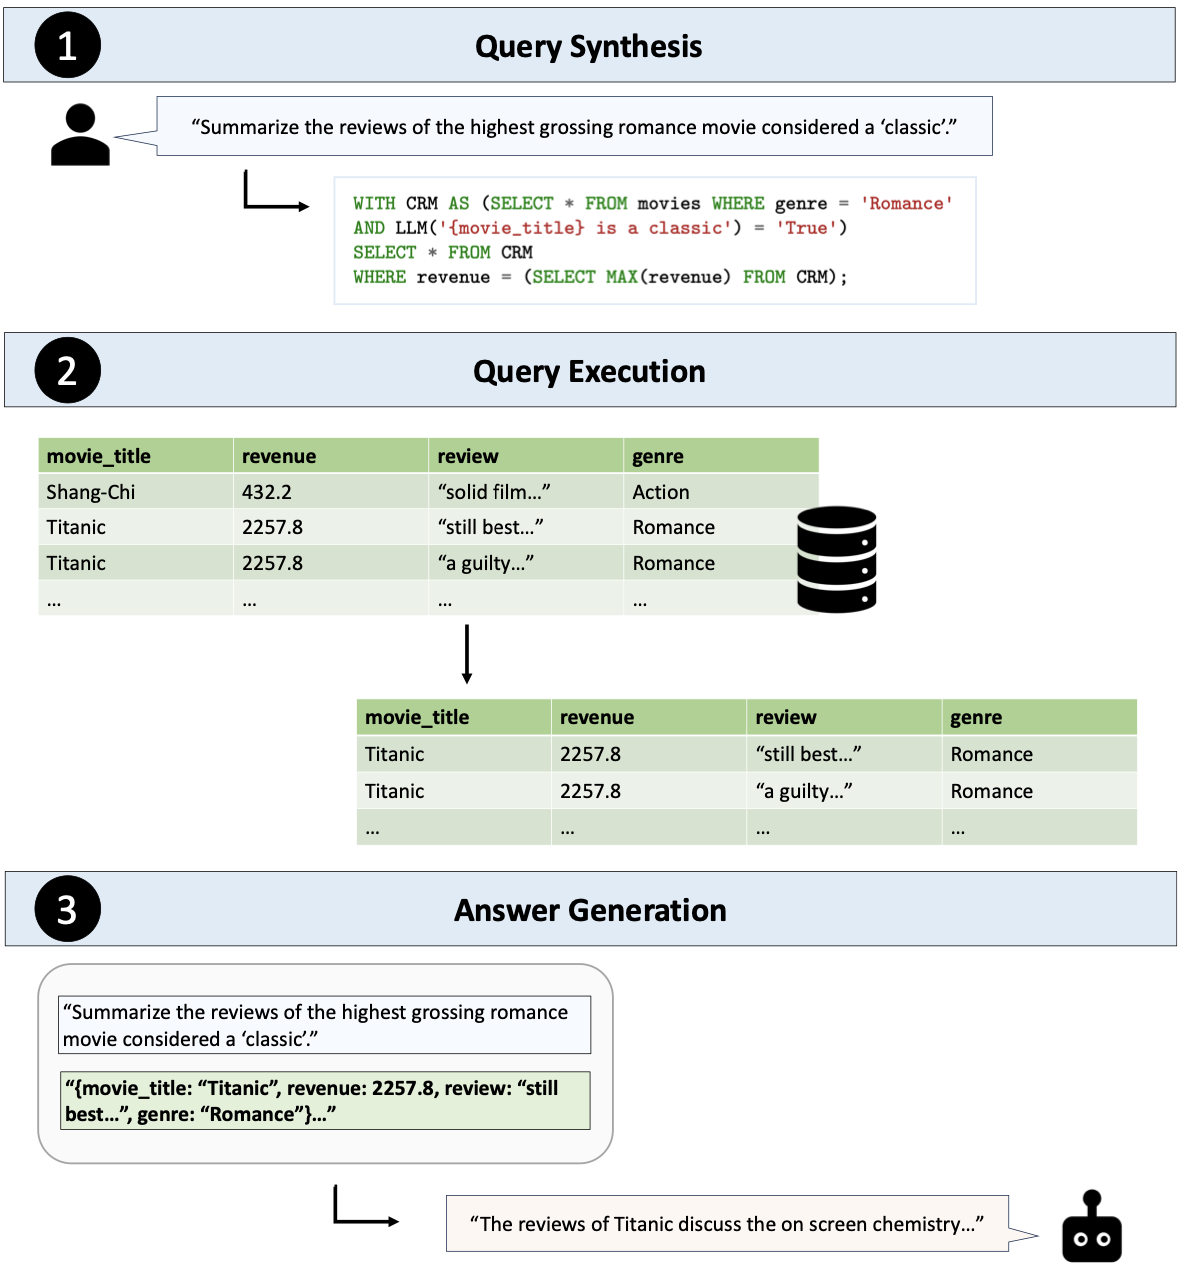 1
Query Synthesis
“Summarize the reviews of the highest grossing romance movie considered a ‘classic’.”
WITH CRM AS (SELECT * FROM movies WHERE genre = 'Romance'
AND LLM('{movie_title} is a classic') = 'True')
SELECT * FROM CRM
WHERE revenue = (SELECT MAX(revenue) FROM CRM);
2
Query Execution
movie_title revenue review genre
Shang-Chi 432.2 “solid film...” Action
Titanic 2257.8 “still best...” Romance
Titanic 2257.8 “a guilty...” Romance
... ... ... ...
movie_title revenue review genre
Titanic 2257.8 “still best...” Romance
Titanic 2257.8 “a guilty...” Romance
... ... ... ...
3
Answer Generation
“Summarize the reviews of the highest grossing romance
movie considered a ‘classic’.”
“{movie_title: “Titanic”, revenue: 2257.8, review: “still
best...”, genre: “Romance”}...”
“The reviews of Titanic discuss the on screen chemistry...”